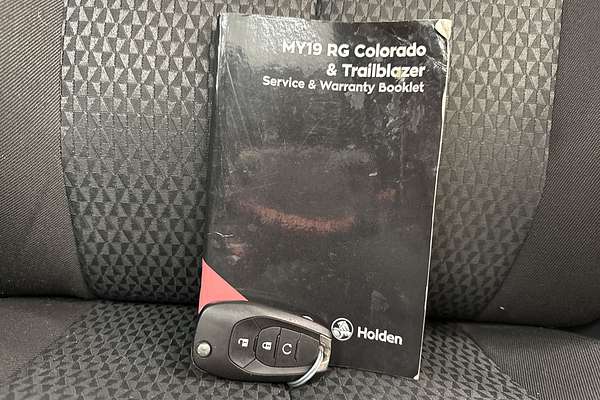 MY19 RG Colorado
& Trailblazer
Service & Warranty Booklet
Holden